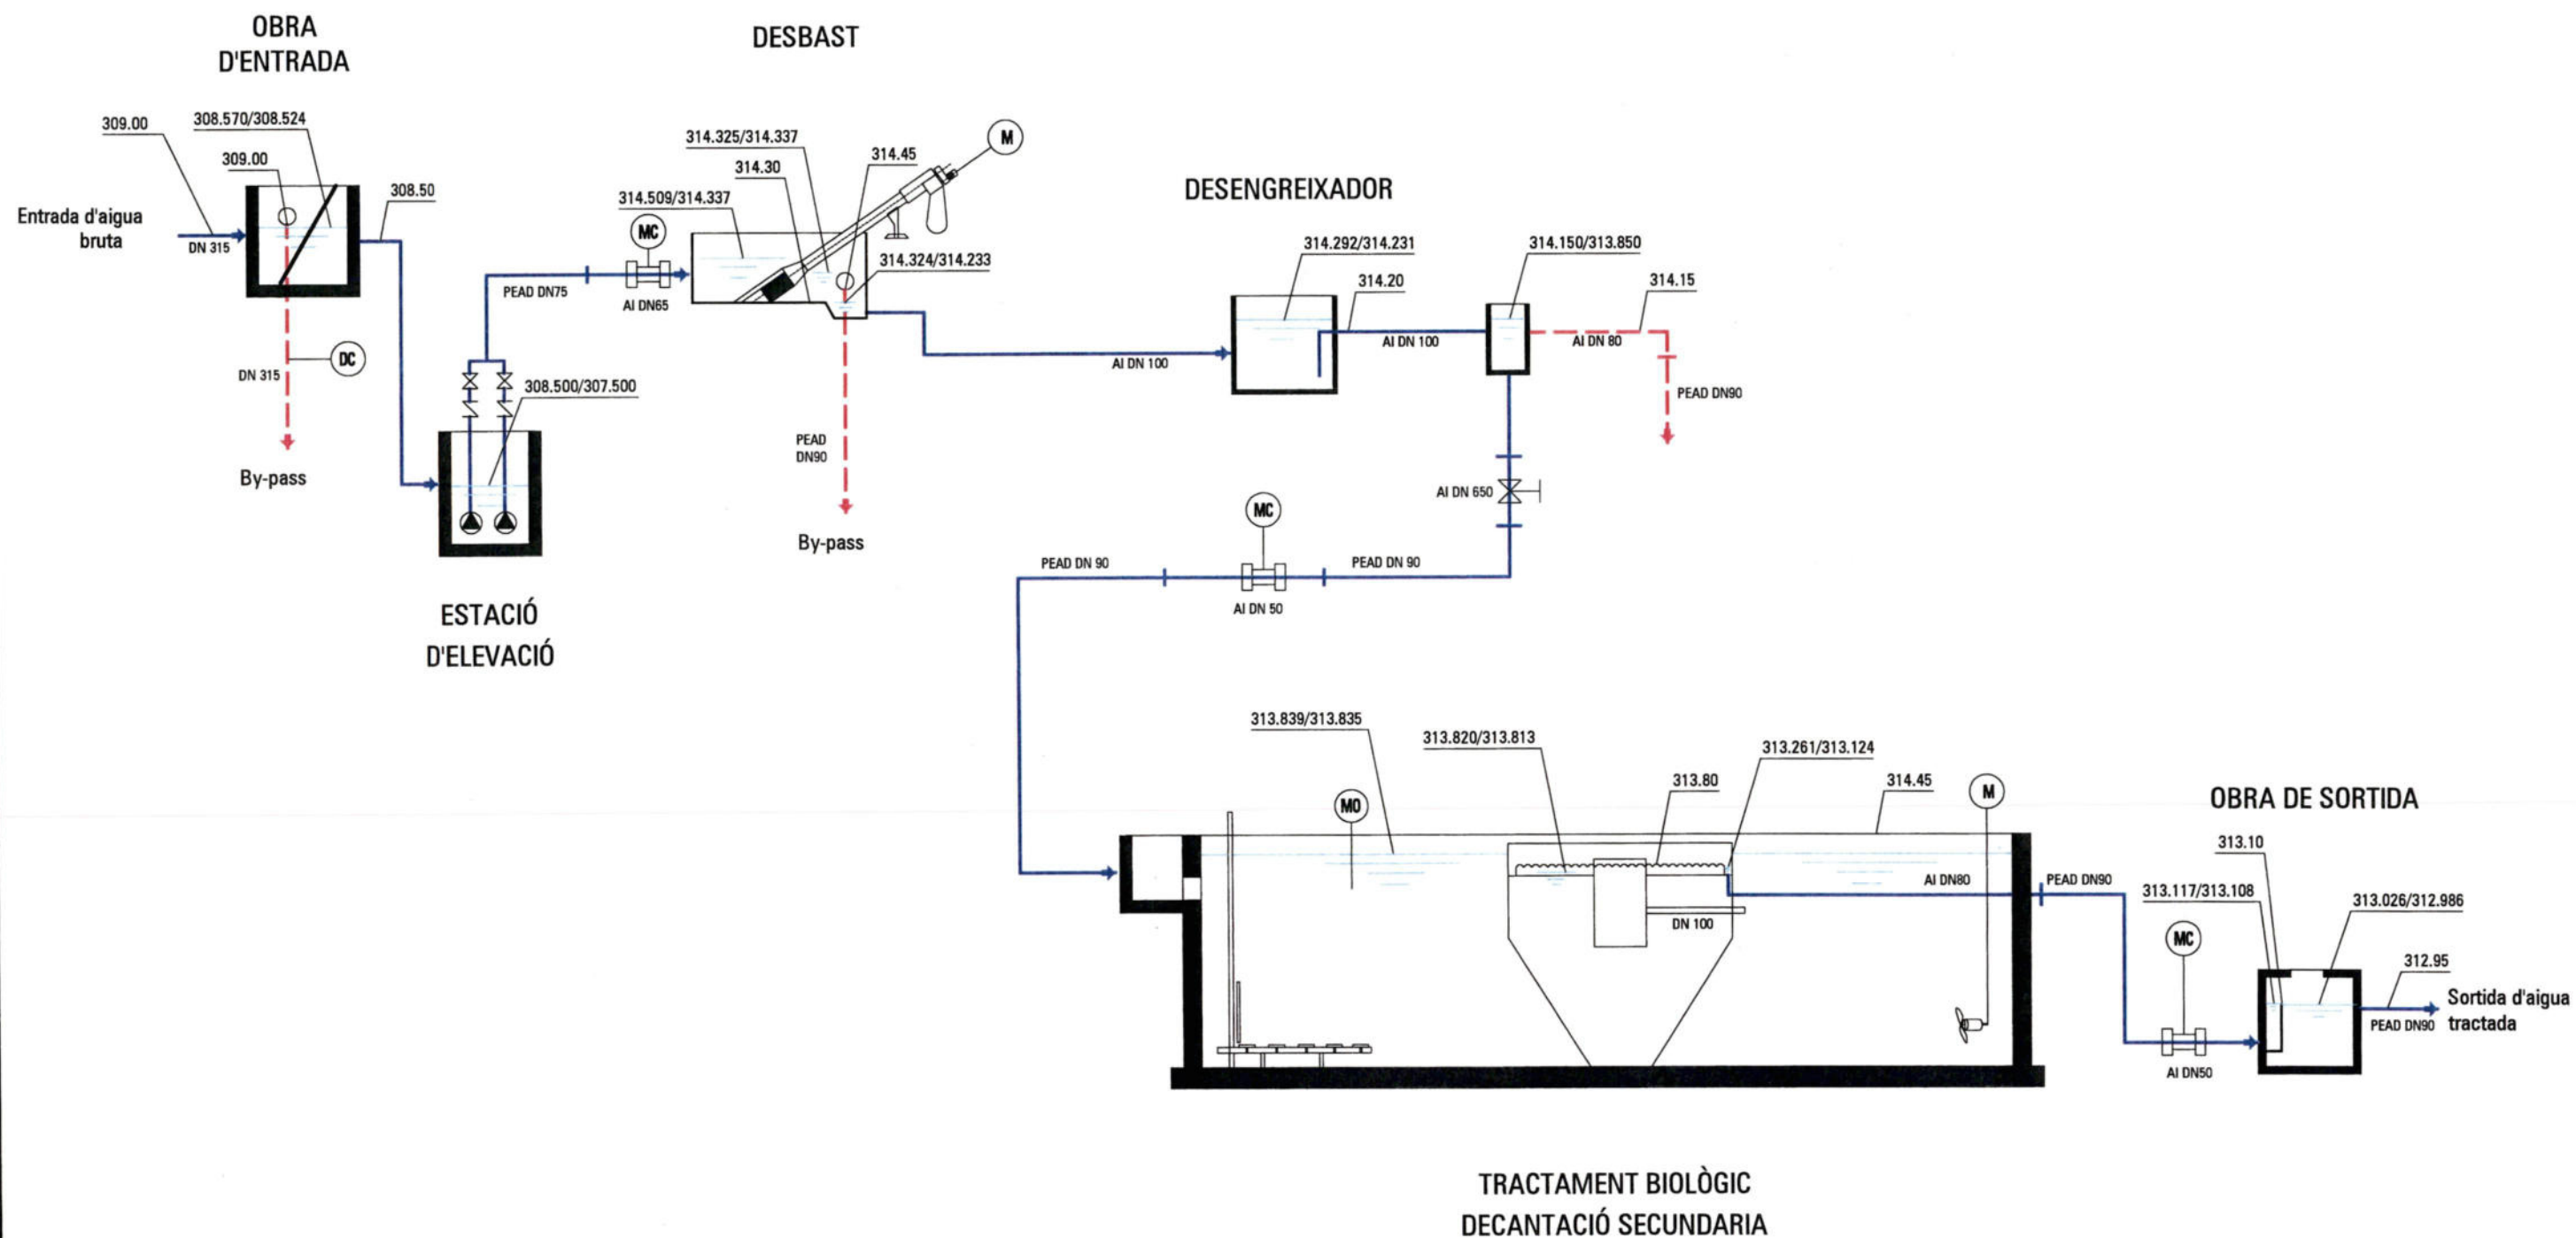 OBRA
D'ENTRADA
309.00
308.570/308.524
309.00
308.50
Entrada d'aigua
bruta
DN 315
DN 315
DC
By-pass
ESTACIÓ
D'ELEVACIÓ
308.500/307.500
PEAD DN75
MC
AI DN65
DESBAST
314.325/314.337
314.30
314.509/314.337
314.45
M
314.324/314.233
PEAD
DN90
By-pass
AI DN 100
DESENGREIXADOR
314.292/314.231
314.20
AI DN 100
314.150/313.850
314.15
AI DN 80
PEAD DN90
AI DN 650
MC
PEAD DN 90
PEAD DN 90
AI DN 50
313.839/313.835
313.820/313.813
313.261/313.124
313.80
314.45
MO
M
AI DN80
DN 100
PEAD DN90
TRACTAMENT BIOLÒGIC
DECANTACIÓ SECUNDARIA
OBRA DE SORTIDA
313.10
313.117/313.108
313.026/312.986
MC
312.95
AI DN50
PEAD DN90
Sortida d'aigua
tractada